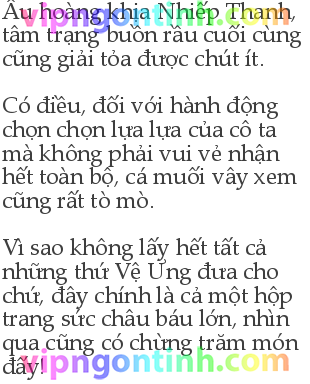 Âu hoàng khịa Nhiếp Thanh,
tâm trạng buồn rầu cuối cùng
cũng giải tỏa được chút ít.
Có điều, đối với hành động
chọn chọn lựa lựa của cô ta
mà không phải vui vẻ nhận
hết toàn bộ, cá muối vây xem
cũng rất tò mò.
Vì sao không lấy hết tất cả
những thứ Vệ Ưng đưa cho
chứ, đây chính là cả một hộp
trang sức châu báu lớn, nhìn
qua cũng có chừng trăm món
đấy!
vipngontinh.com
vipngontinh.com